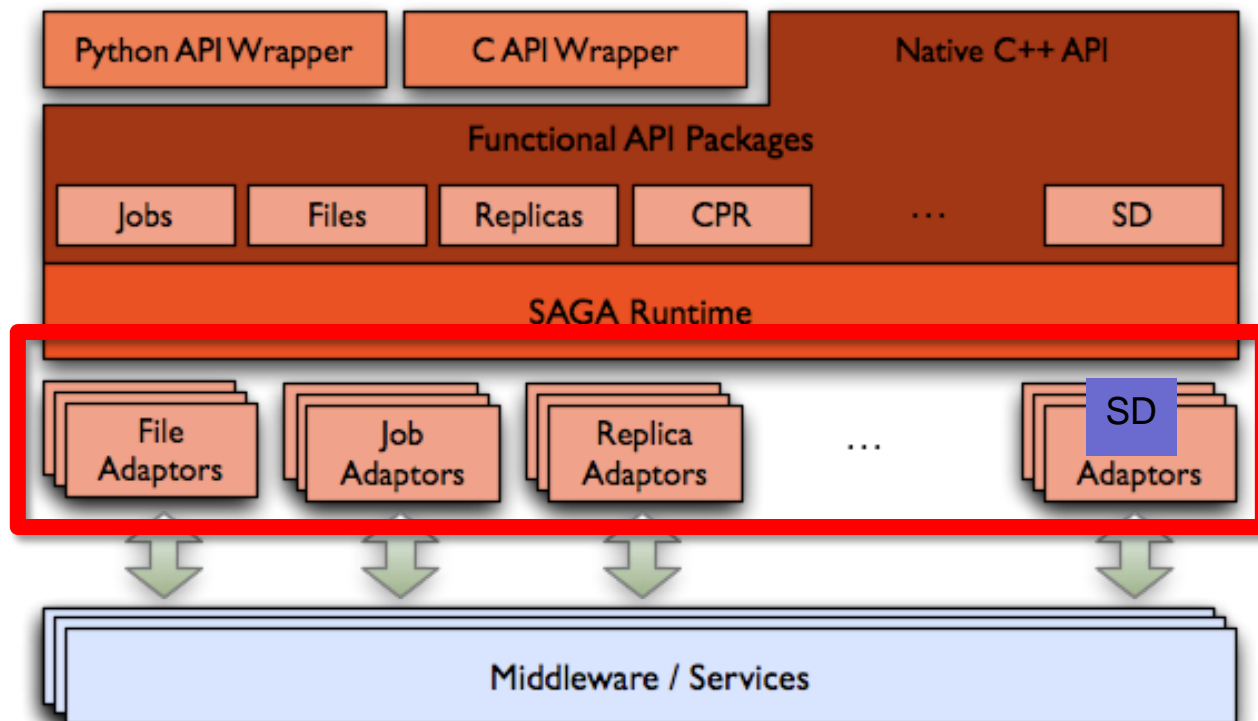 Python API Wrapper
C API Wrapper
Native C++ API
Functional API Packages
Jobs
Files
Replicas
CPR
...
SD
SAGA Runtime
File
Adaptors
Job
Adaptors
Replica
Adaptors
...
SD
Adaptors
Middleware / Services